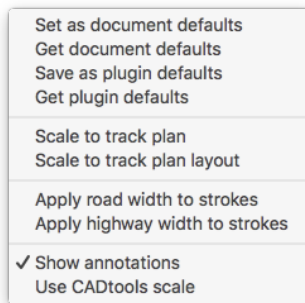 Set as document defaults
Get document defaults
Save as plugin defaults
Get plugin defaults
Scale to track plan
Scale to track plan layout
Apply road width to strokes
Apply highway width to strokes
✓ Show annotations
Use CADtools scale